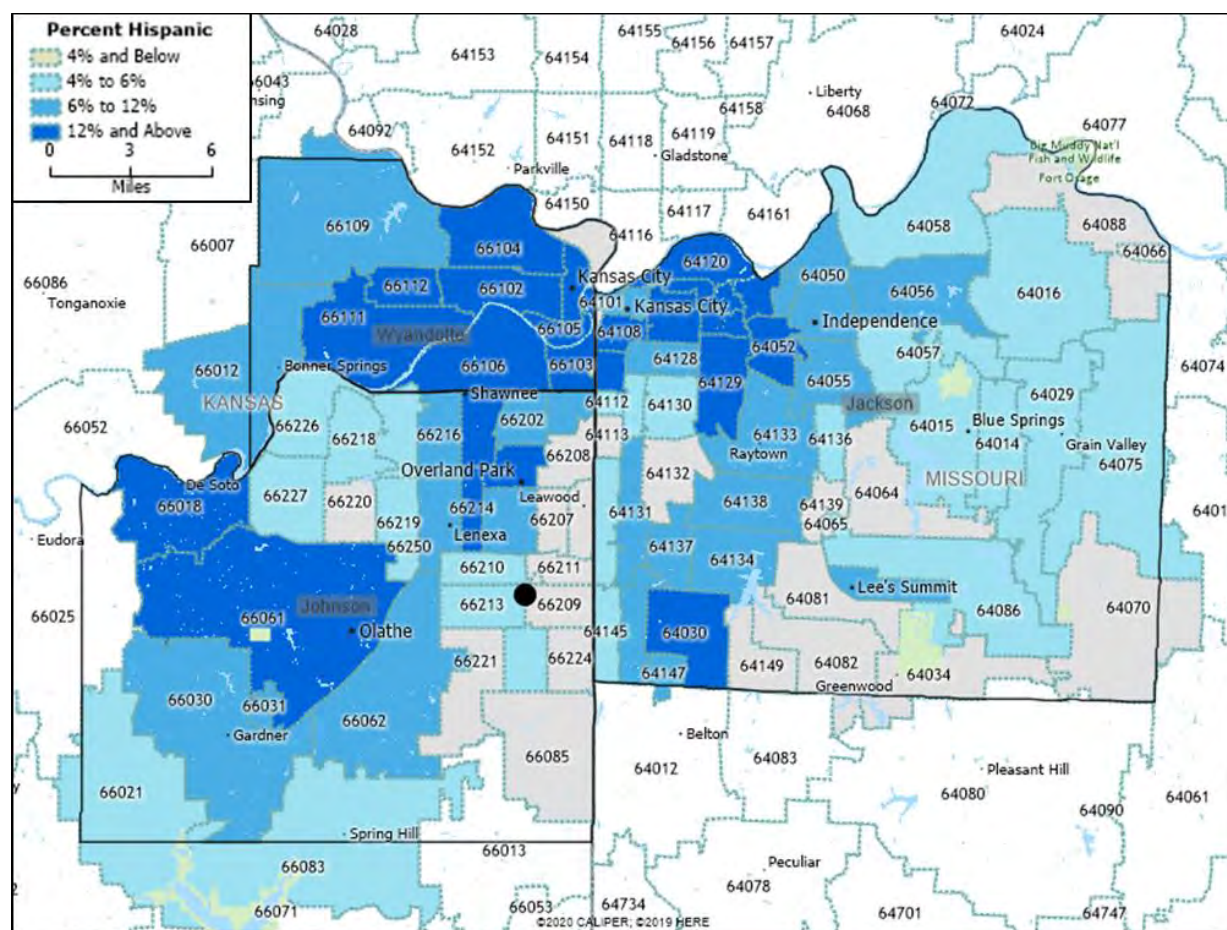 Percent Hispanic
4% and Below
4% to 6%
6% to 12%
12% and Above
0 3 6
Miles
64028
64153
64154
64155
64156
64157
64024
66043
nsing
64158
Liberty
64068
64072
64077
64092
64152
64151
64118
64119
Gladstone
Parkville
Big Muddy Nat'l
Fish and Wildlife
Fort Osage
64150
64117
64161
64116
66007
66109
66104
64120
64058
64088
64066
66086
Tonganoxie
66112
66102
Kansas City
64101
Kansas City
64050
64056
64016
66111
Wyandotte
66105
64108
64052
Independence
66106
66103
64128
64129
64055
64057
64074
66012
Bonner Springs
KANSAS
Shawnee
66202
64112
64130
Jackson
64029
66052
66226
66218
66216
64113
64133
Raytown
64136
64015
Blue Springs
64014
Grain Valley
66208
Overland Park
64132
64075
De Soto
66018
66227
66220
Leawood
66219
66214
66207
64131
64138
64139
64064
MISSOURI
6401
Eudora
Lenexa
66250
64065
64137
64134
66210
66211
66025
66061
Johnson
66213
66209
64081
Lee's Summit
64086
64070
Olathe
64145
64030
66221
66224
64147
64149
64082
64034
Greenwood
66030
66031
66062
Gardner
66085
Belton
64012
64083
Pleasant Hill
64080
64090
64061
66021
Spring Hill
66013
66083
Peculiar
64078
66071
66053
64734
64701
64747
©2020 CALIPER; ©2019 HERE